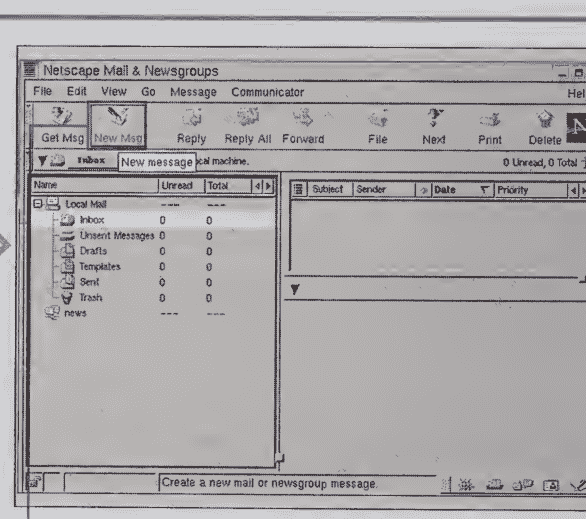 Netscape Mail & Newsgroups
File Edit View Go Message Communicator Hel
Get Msg New Msg Reply Reply All Forward File Next Print Delete
Inbox New message cal machine. 0 Unread, 0 Total
Name Unread Total Subject Sender Date Priority
Local Mail --- ---
Inbox 0 0
Unsent Messages 0 0
Drafts 0 0
Templates 0 0
Sent 0 0
Trash 0 0
news --- ---
Create a new mail or newsgroup message.